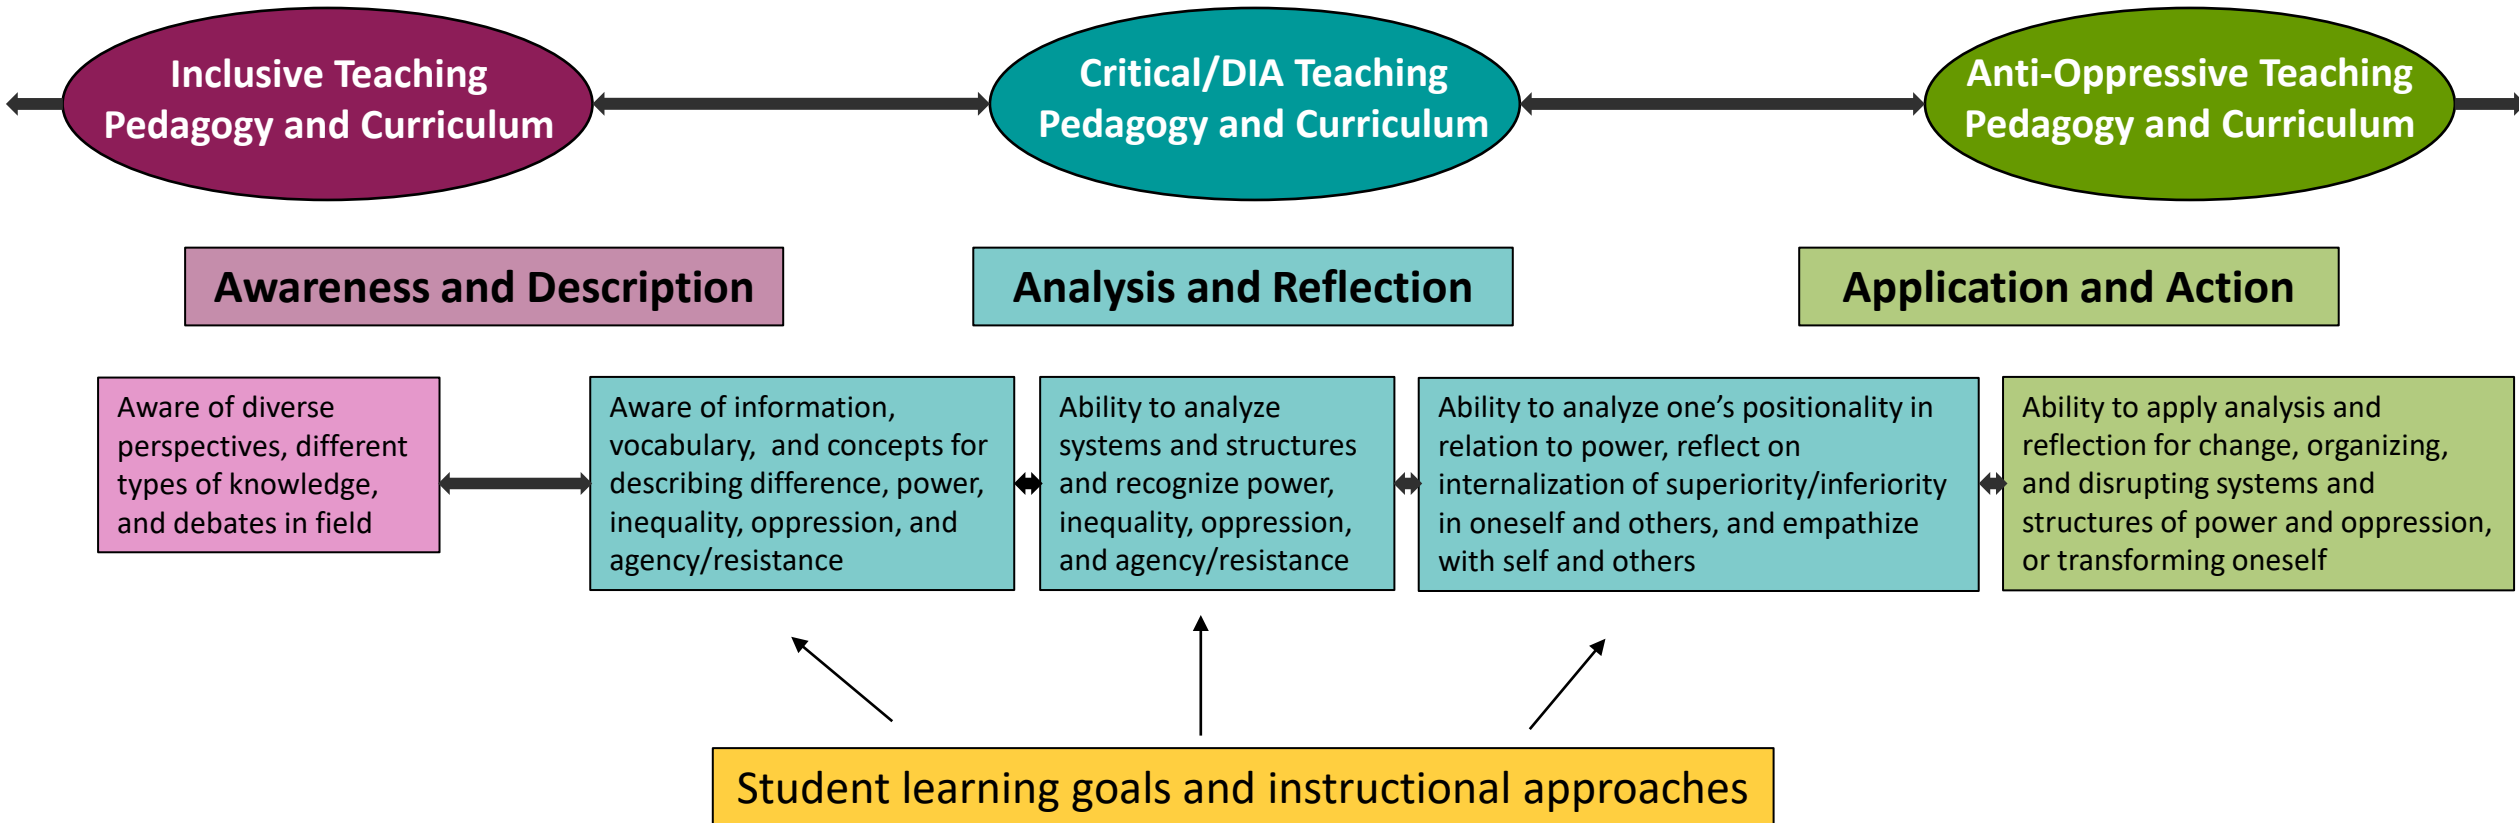 Inclusive Teaching
Pedagogy and Curriculum
Critical/DIA Teaching
Pedagogy and Curriculum
Anti-Oppressive Teaching
Pedagogy and Curriculum
Awareness and Description
Analysis and Reflection
Application and Action
Aware of diverse
perspectives, different
types of knowledge,
and debates in field
Aware of information,
vocabulary,  and concepts for
describing difference, power,
inequality, oppression, and
agency/resistance
Ability to analyze
systems and structures
and recognize power,
inequality, oppression,
and agency/resistance
Ability to analyze one’s positionality in
relation to power, reflect on
internalization of superiority/inferiority
in oneself and others, and empathize
with self and others
Ability to apply analysis and
reflection for change, organizing,
and disrupting systems and
structures of power and oppression,
or transforming oneself
Student learning goals and instructional approaches